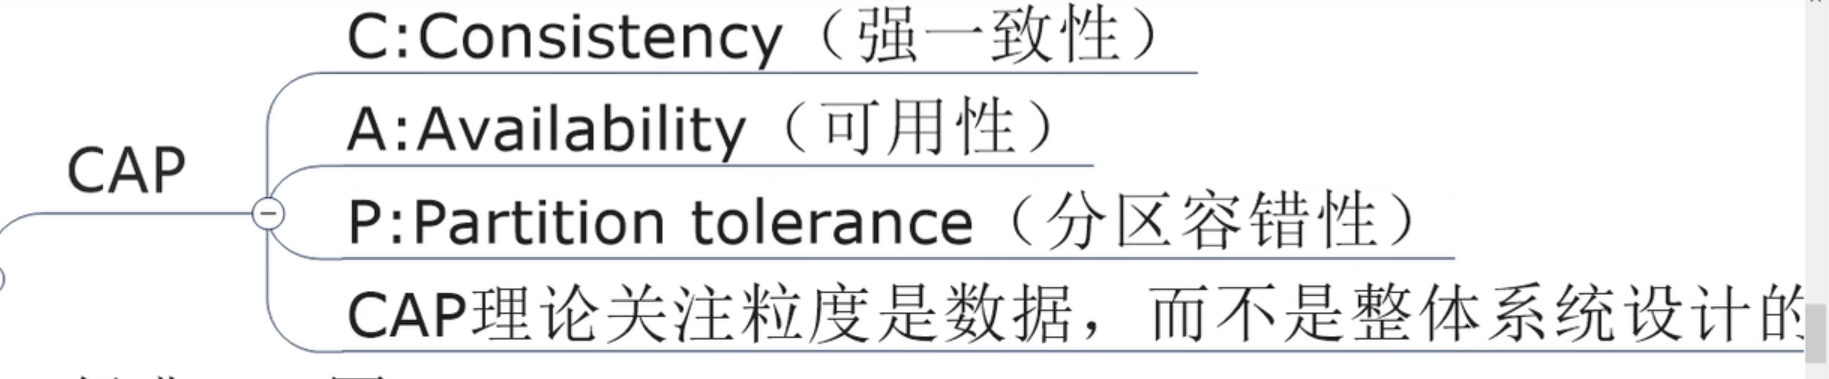 C:Consistency（强一致性）
A:Availability（可用性）
CAP
P:Partition tolerance（分区容错性）
CAP理论关注粒度是数据，而不是整体系统设计的